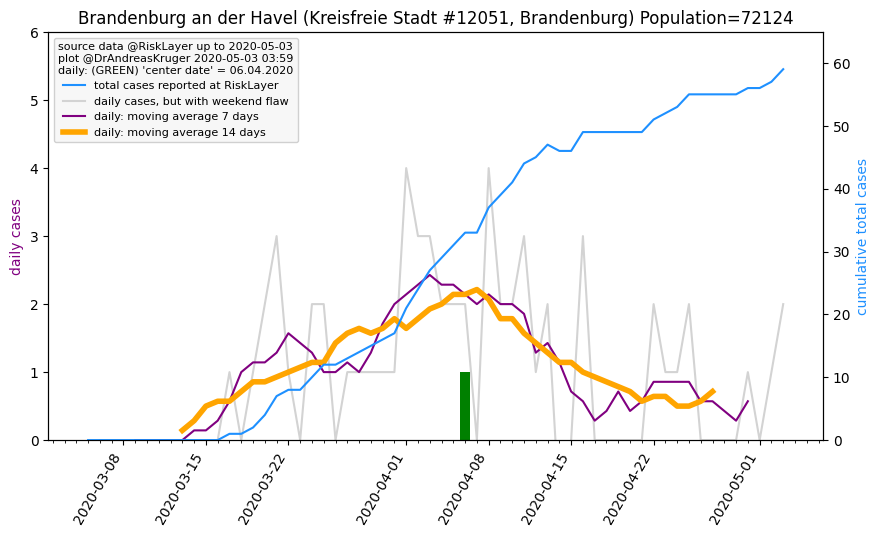 Brandenburg an der Havel (Kreisfreie Stadt #12051, Brandenburg) Population=72124
source data @RiskLayer up to 2020-05-03
plot @DrAndreasKruger 2020-05-03 03:59
daily: (GREEN) 'center date' = 06.04.2020
total cases reported at RiskLayer
daily cases, but with weekend flaw
daily: moving average 7 days
daily: moving average 14 days
daily cases
6
5
4
3
2
1
0
cumulative total cases
60
50
40
30
20
10
0
2020-03-08
2020-03-15
2020-03-22
2020-04-01
2020-04-08
2020-04-15
2020-04-22
2020-05-01